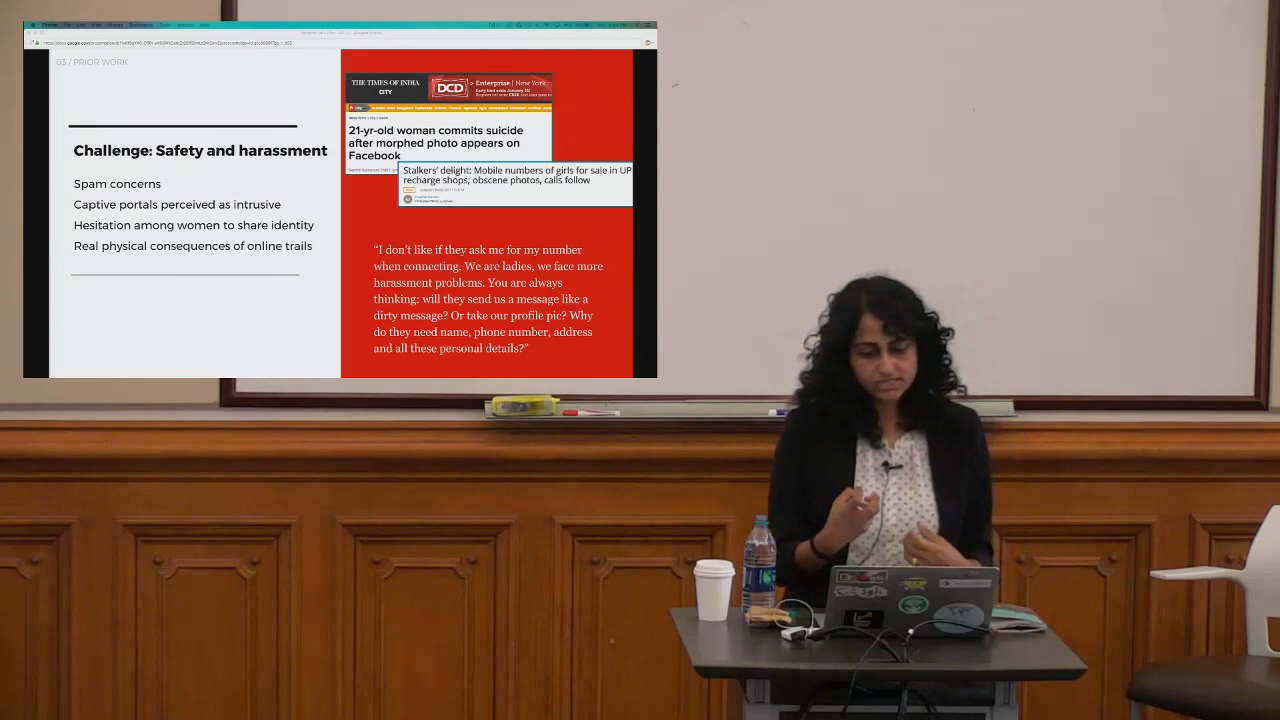 03 / PRIOR WORK
Challenge: Safety and harassment
Spam concerns
Captive portals perceived as intrusive
Hesitation among women to share identity
Real physical consequences of online trails
THE TIMES OF INDIA
CITY
DCD > Enterprise | New York
21-yr-old woman commits suicide
after morphed photo appears on
Facebook
Stalkers' delight: Mobile numbers of girls for sale in UP
recharge shops; obscene photos, calls follow
“I don't like if they ask me for my number
when connecting. We are ladies, we face more
harassment problems. You are always
thinking: will they send us a message like a
dirty message? Or take our profile pic? Why
do they need name, phone number, address
and all these personal details?”